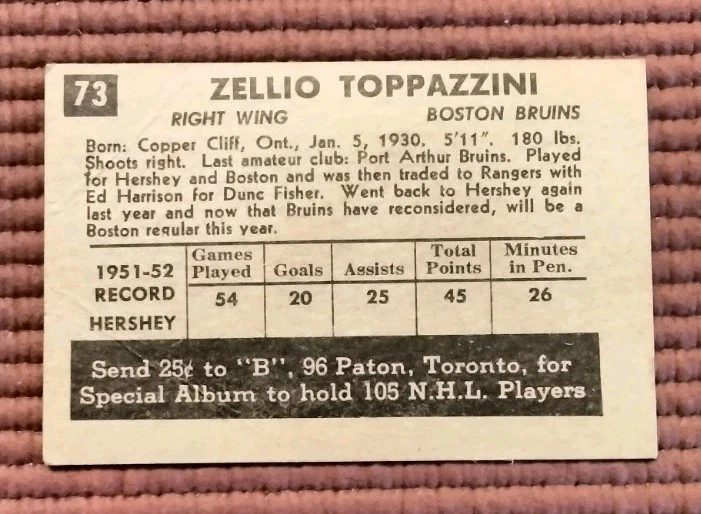 73 ZELLIO TOPPAZZINI
RIGHT WING BOSTON BRUINS
Born: Copper Cliff, Ont., Jan. 5, 1930. 5'11". 180 lbs.
Shoots right. Last amateur club: Port Arthur Bruins. Played
for Hershey and Boston and was then traded to Rangers with
Ed Harrison for Dunc Fisher. Went back to Hershey again
last year and now that Bruins have reconsidered, will be a
Boston regular this year.
1951-52 RECORD HERSHEY
Games Played Goals Assists Total Points Minutes in Pen.
54 20 25 45 26
Send 25¢ to "B", 96 Paton, Toronto, for
Special Album to hold 105 N.H.L. Players